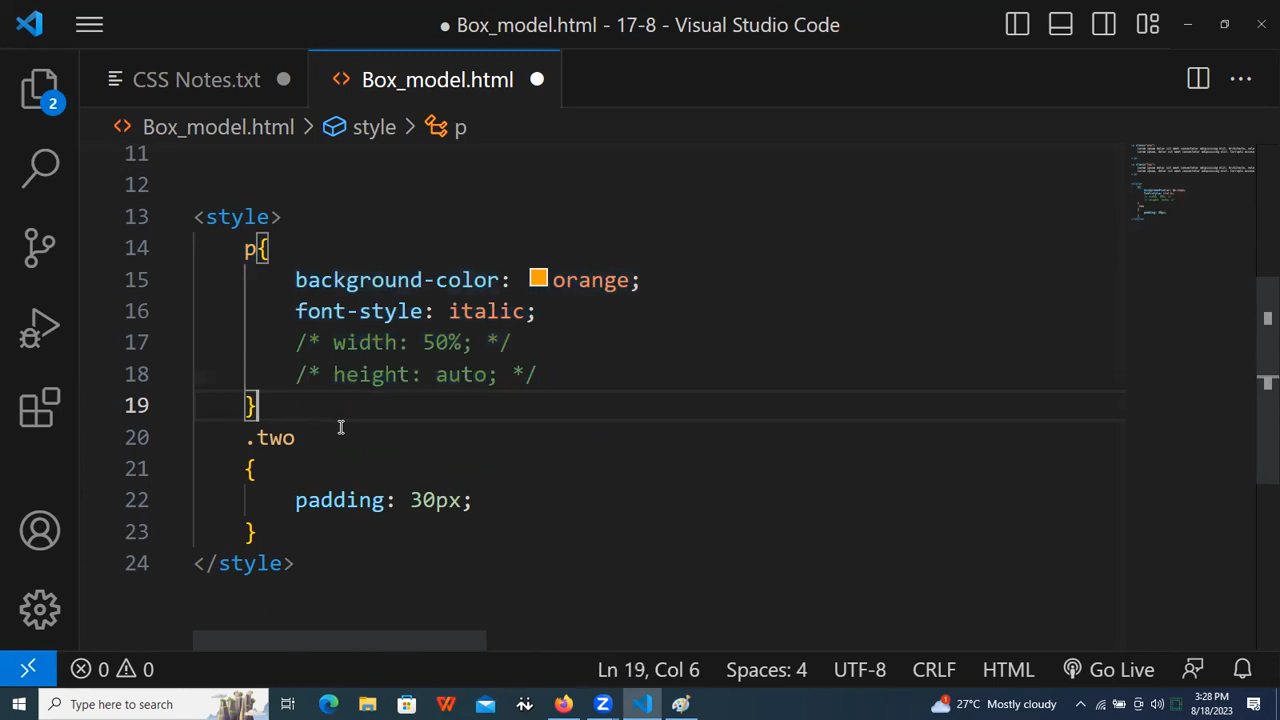 ● Box_model.html - 17-8 - Visual Studio Code
CSS Notes.txt
Box_model.html
Box_model.html > style > p
2
11
12
13 <style>
14 p{
15 background-color: orange;
16 font-style: italic;
17 /* width: 50%; */
18 /* height: auto; */
19 }
20 .two
21 {
22 padding: 30px;
23 }
24 </style>
0 0 Ln 19, Col 6 Spaces: 4 UTF-8 CRLF HTML Go Live
Type here to search
27°C Mostly cloudy
3:28 PM
8/18/2023